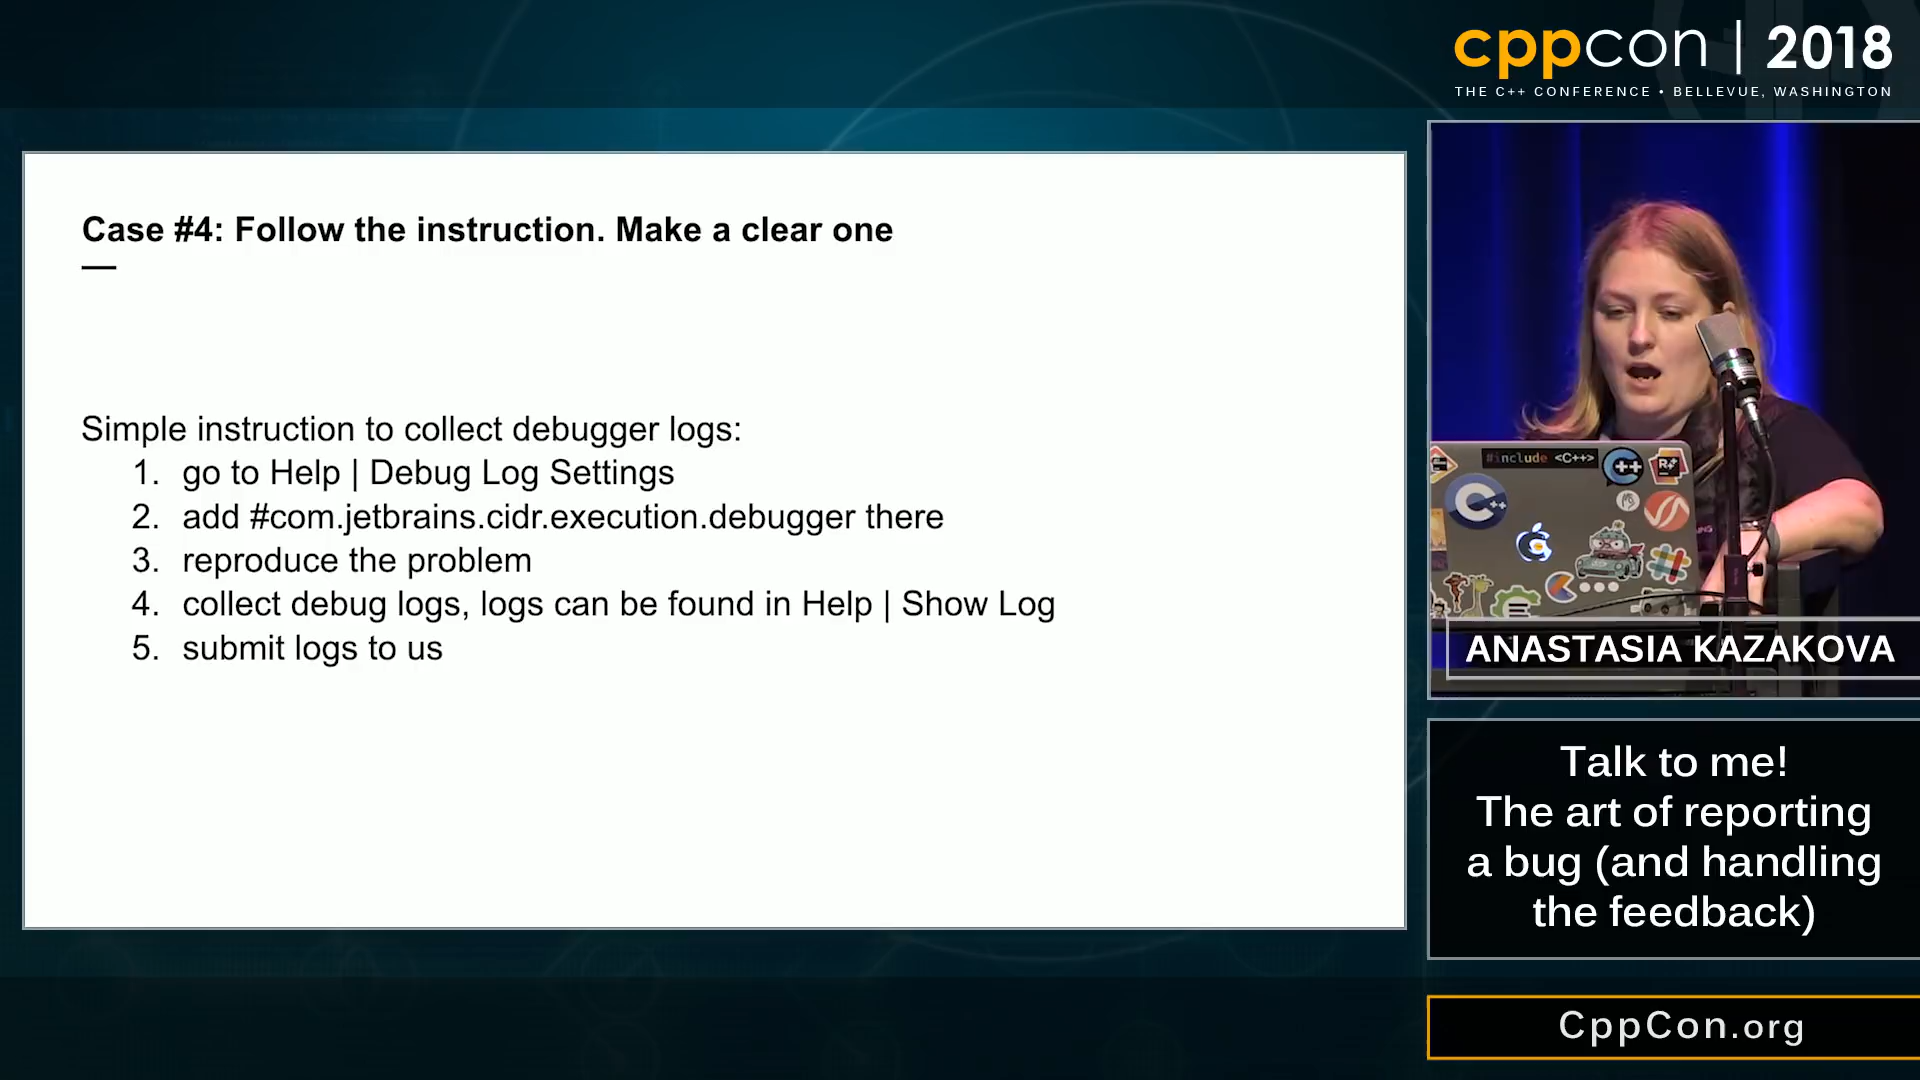 cppcon | 2018
THE C++ CONFERENCE • BELLEVUE, WASHINGTON
Case #4: Follow the instruction. Make a clear one
Simple instruction to collect debugger logs:
1. go to Help | Debug Log Settings
2. add #com.jetbrains.cidr.execution.debugger there
3. reproduce the problem
4. collect debug logs, logs can be found in Help | Show Log
5. submit logs to us
#include <C++>
C++
R+
C++
ANASTASIA KAZAKOVA
Talk to me!
The art of reporting
a bug (and handling
the feedback)
CppCon.org